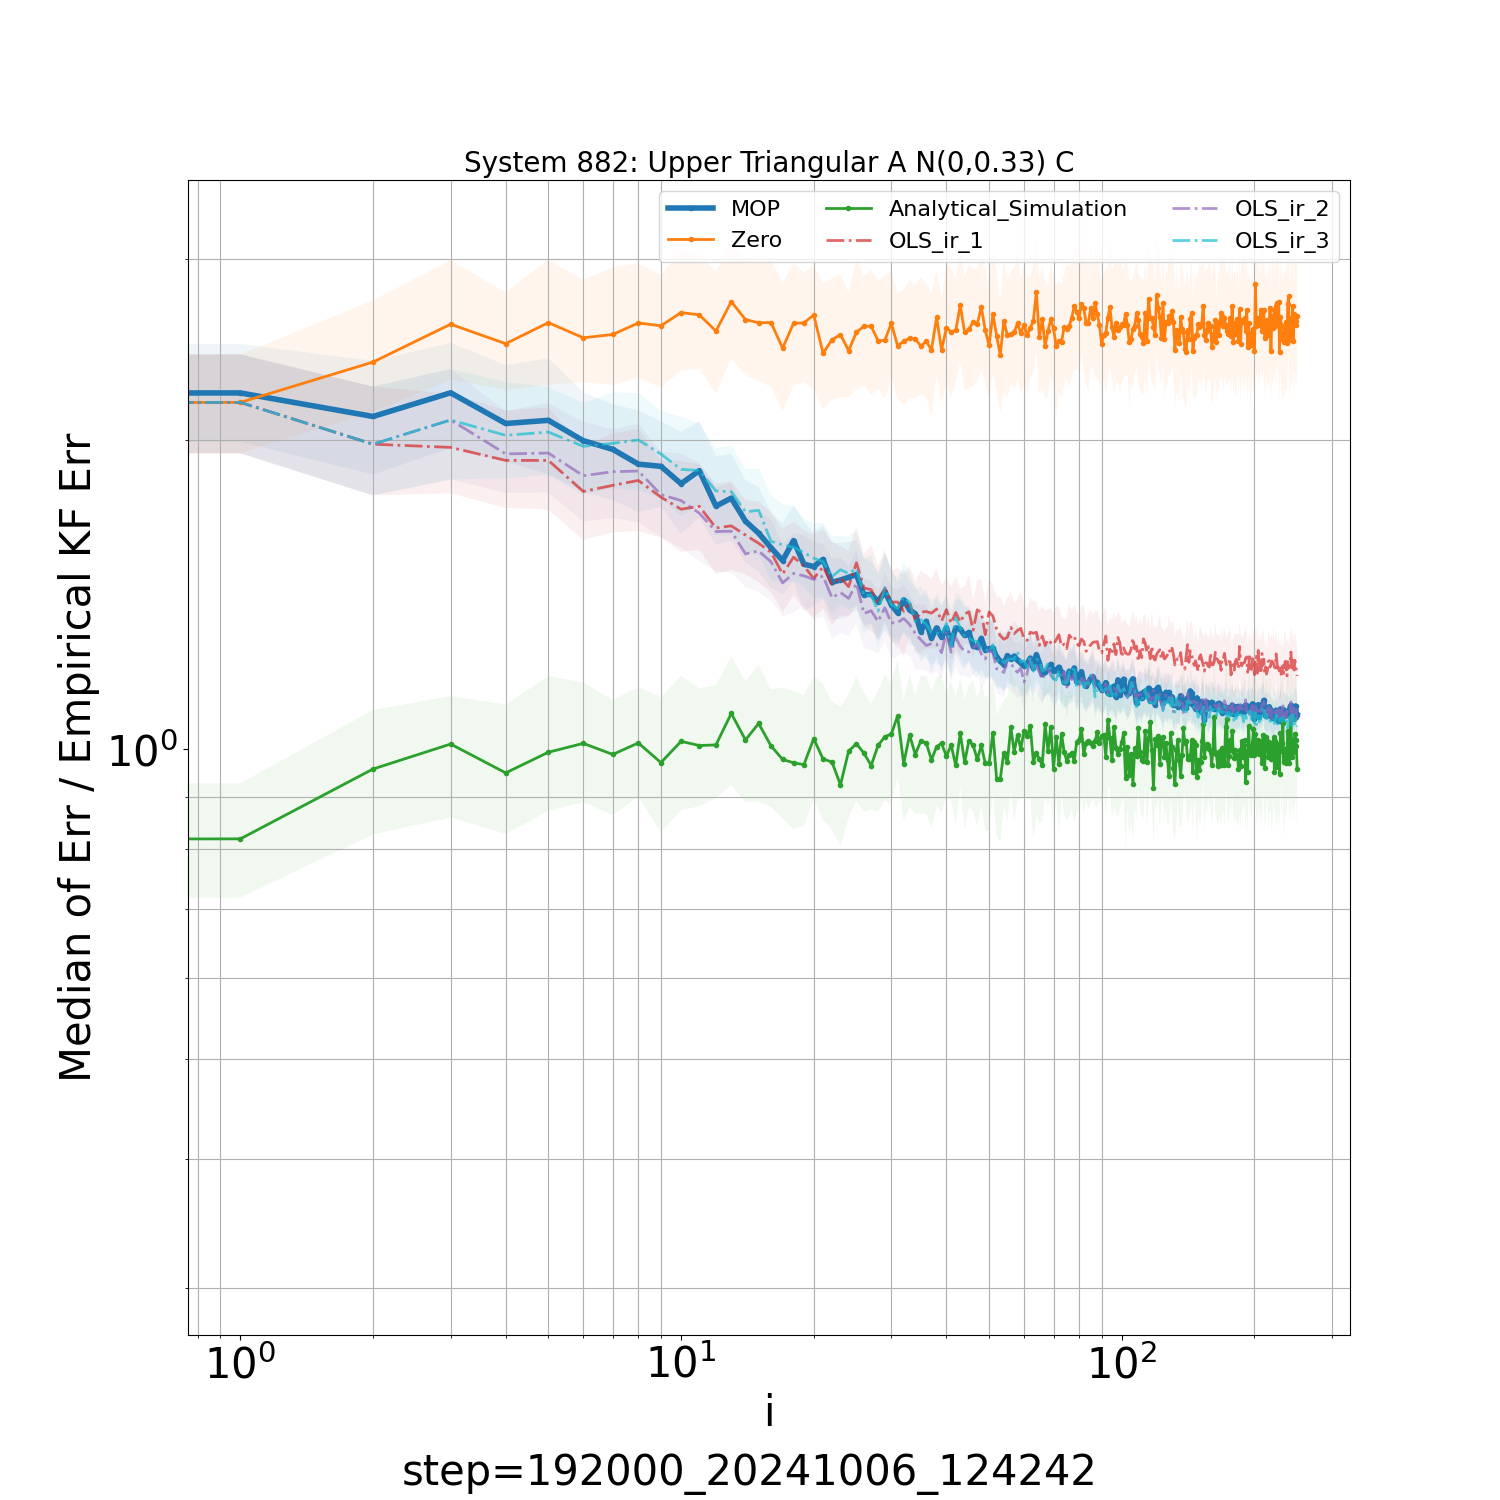 System 882: Upper Triangular A N(0,0.33) C
MOP
Zero
Analytical_Simulation
OLS_ir_1
OLS_ir_2
OLS_ir_3
Median of Err / Empirical KF Err
10⁰
10⁰
10¹
10²
i
step=192000_20241006_124242